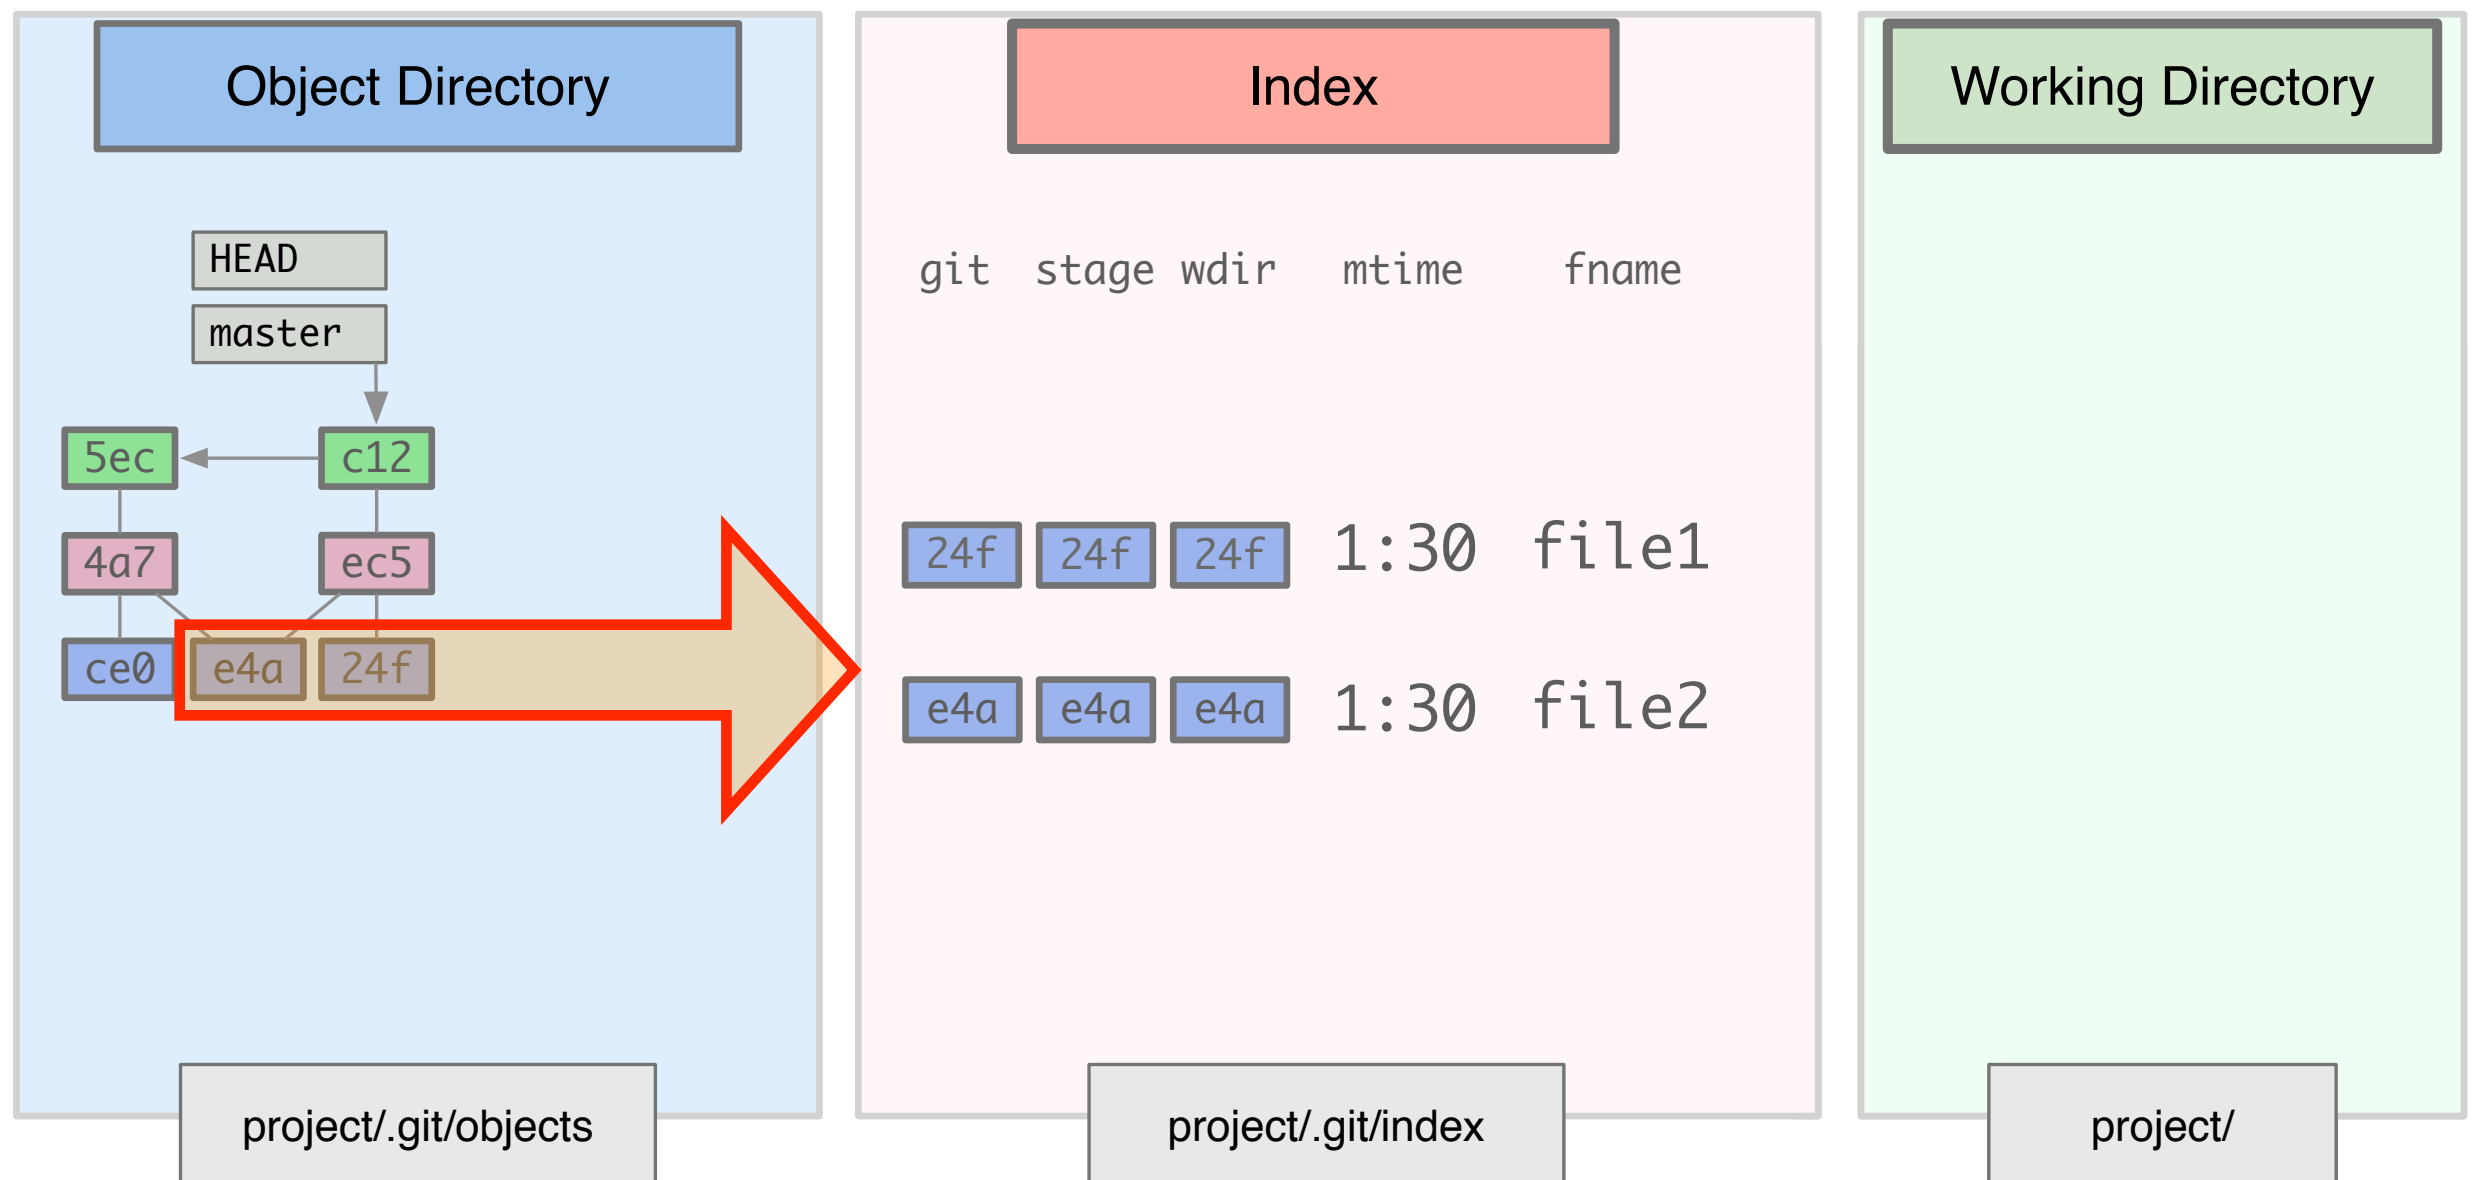 Object Directory
HEAD
master
5ec c12
4a7 ec5
ce0 e4a 24f
project/.git/objects
Index
git stage wdir mtime fname
24f 24f 24f 1:30 file1
e4a e4a e4a 1:30 file2
project/.git/index
Working Directory
project/